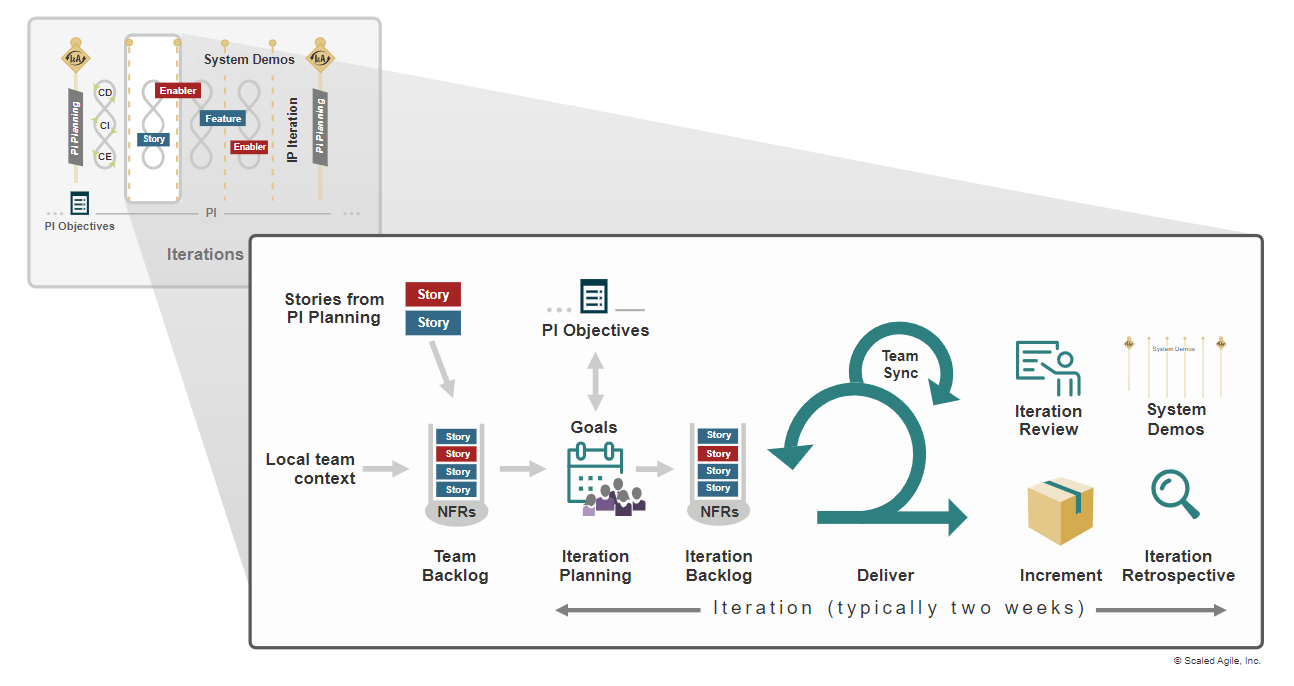 I&A
I&A
System Demos
PI Planning
CD
CI
CE
Enabler
Story
Feature
Enabler
IP Iteration
PI Planning
PI
PI Objectives
Iterations
Stories from
PI Planning
Story
Story
PI Objectives
Team
Sync
Iteration
Review
I&A
System Demos
I&A
System
Demos
Local team
context
Story
Story
Story
Story
NFRs
Goals
Story
Story
Story
Story
NFRs
Team
Backlog
Iteration
Planning
Iteration
Backlog
Deliver
Increment
Iteration
Retrospective
Iteration (typically two weeks)
© Scaled Agile, Inc.